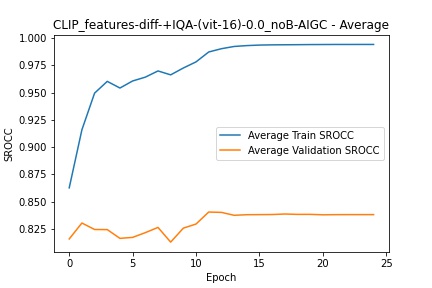 CLIP_features-diff-+IQA-(vit-16)-0.0_noB-AIGC - Average
1.000
0.975
0.950
0.925
0.900
0.875
0.850
0.825
SROCC
Average Train SROCC
Average Validation SROCC
0 5 10 15 20 25
Epoch